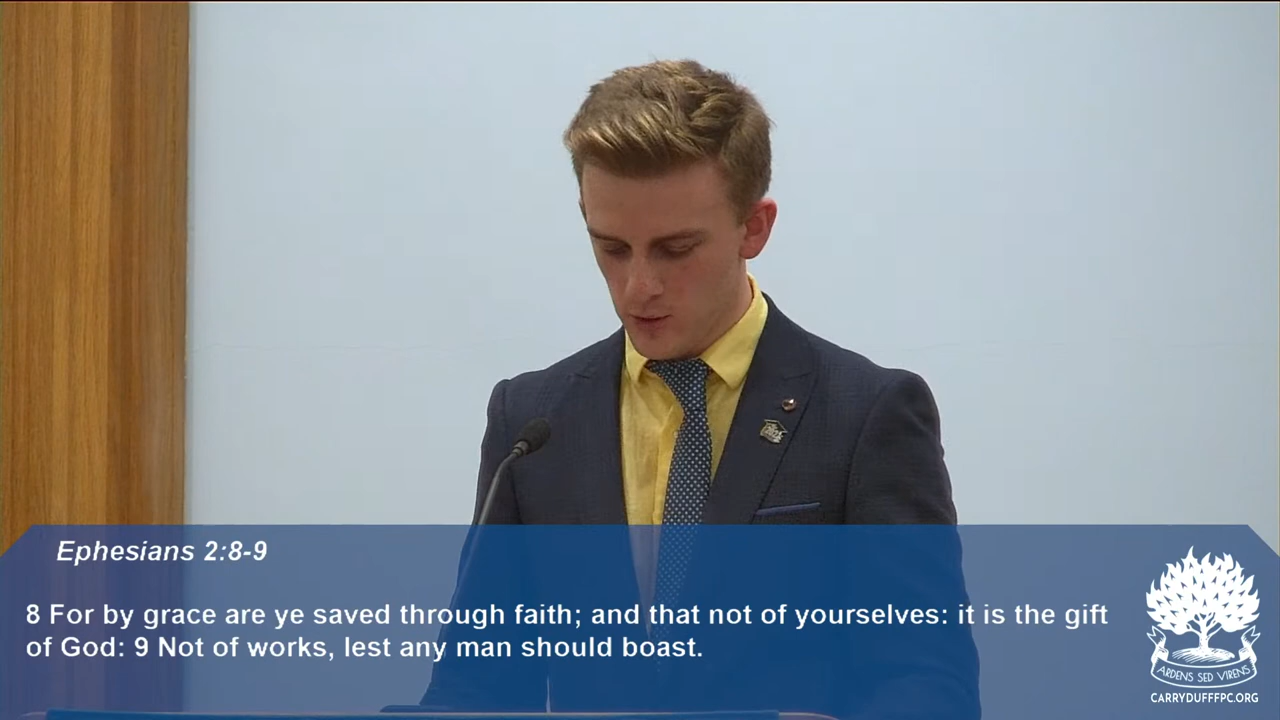 Ephesians 2:8-9
8 For by grace are ye saved through faith; and that not of yourselves: it is the gift
of God: 9 Not of works, lest any man should boast.
ARDENS SED VIRENS
CARRYDUFFFPC.ORG